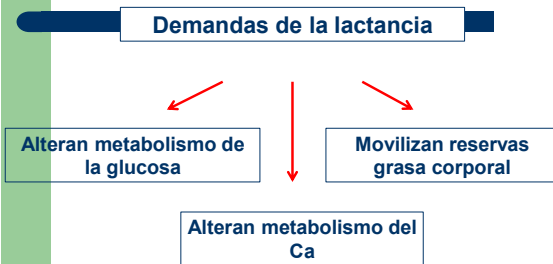 Demandas de la lactancia
Alteran metabolismo de
la glucosa
Movilizan reservas
grasa corporal
Alteran metabolismo del
Ca